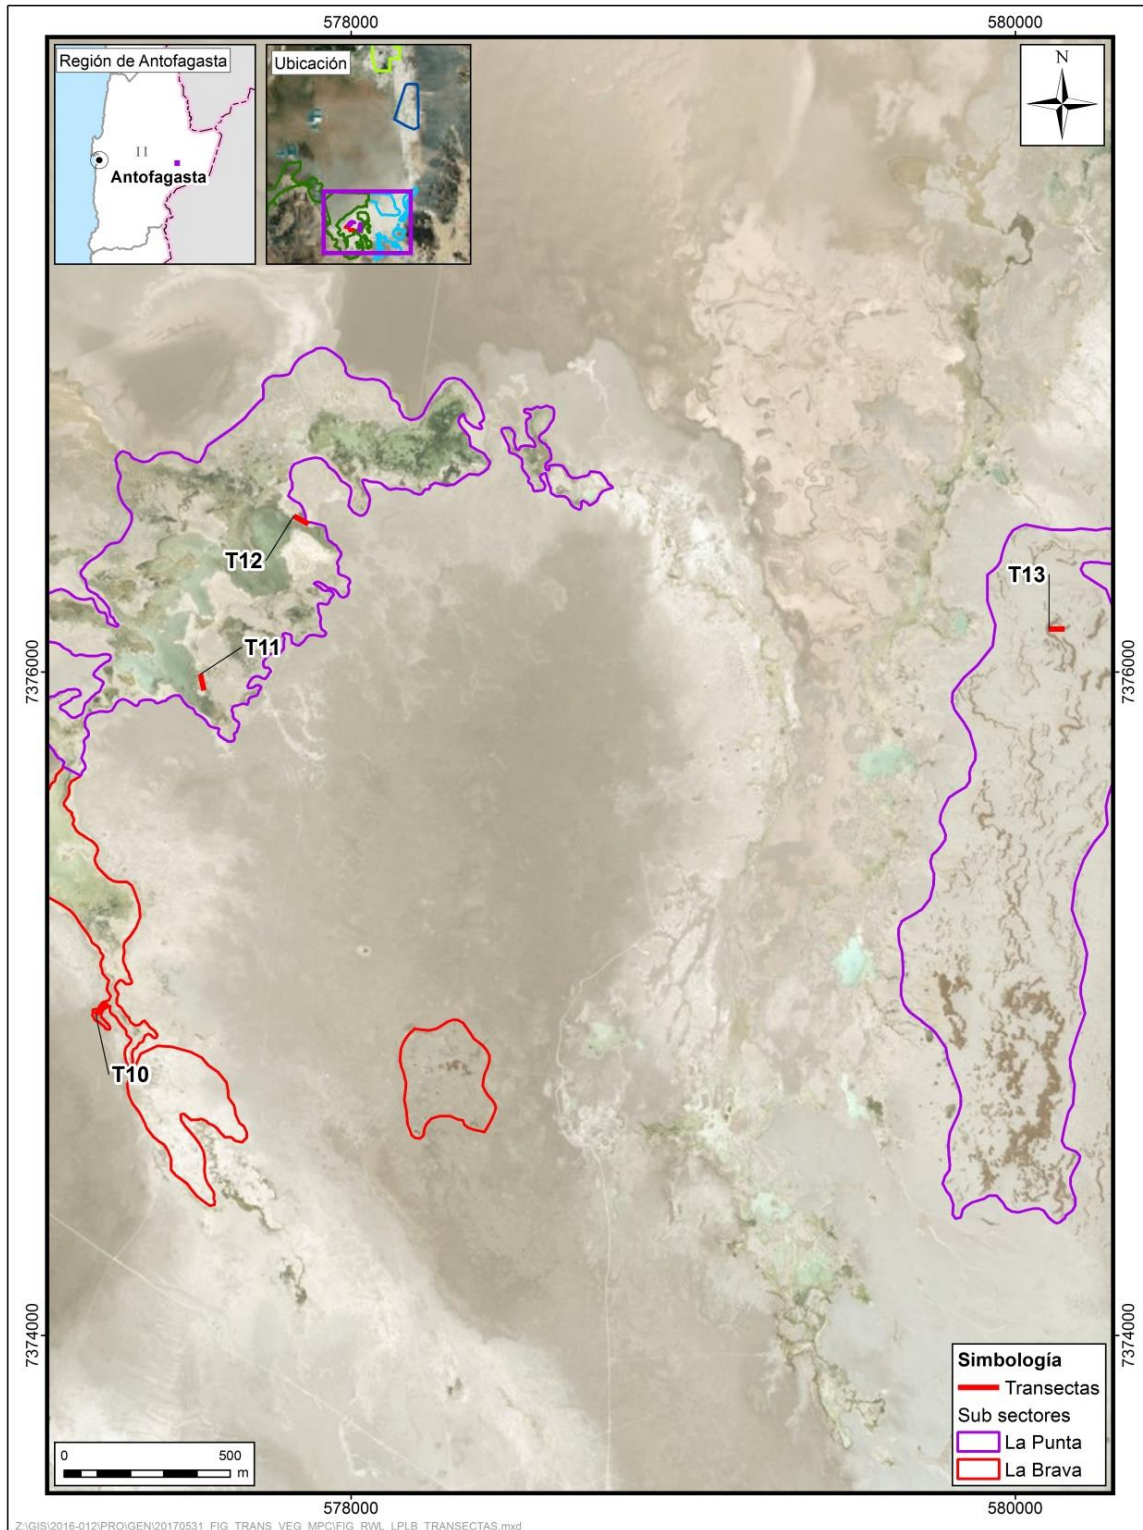 578000
580000
Región de Antofagasta
Ubicación
N
II
Antofagasta
T12
T13
T11
7376000
7376000
T10
7374000
7374000
Simbología
Transectas
Sub sectores
La Punta
La Brava
0 500
m
578000
580000
Z:\GIS\2016-012\PRO\GEN\20170531_FIG_TRANS_VEG_MPC\FIG_RWL_LPLB_TRANSECTAS.mxd